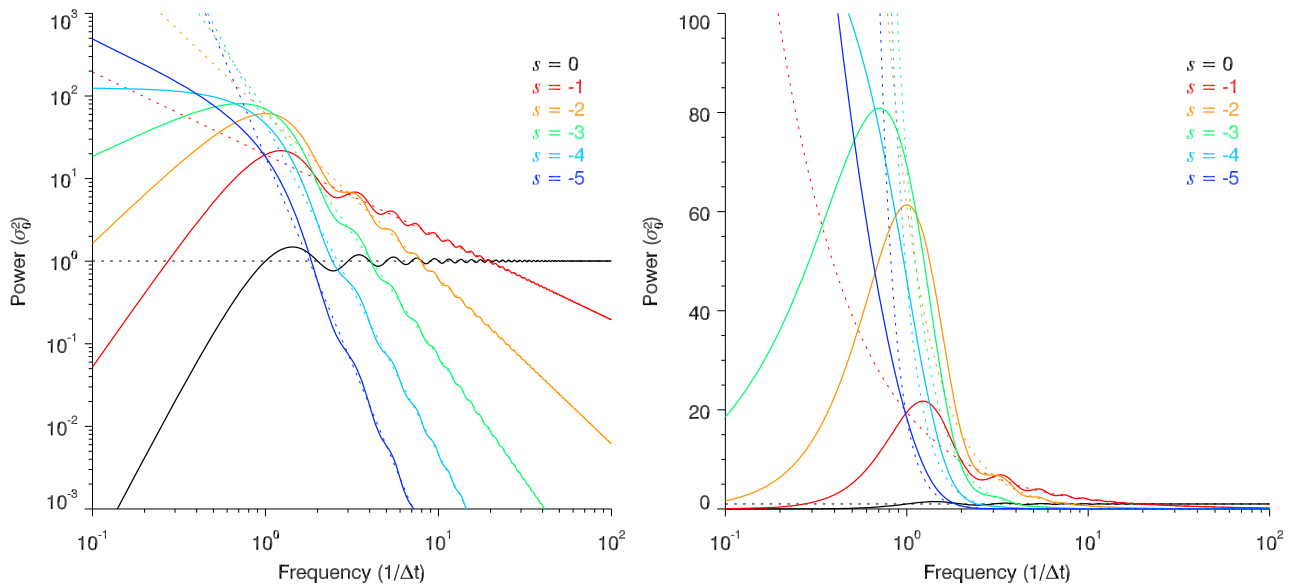 10³
10²
10¹
10⁰
10⁻¹
10⁻²
10⁻³
Power (σ₀²)
s = 0
s = -1
s = -2
s = -3
s = -4
s = -5
10⁻¹
10⁰
10¹
10²
Frequency (1/Δt)
100
80
60
40
20
0
Power (σ₀²)
s = 0
s = -1
s = -2
s = -3
s = -4
s = -5
10⁻¹
10⁰
10¹
10²
Frequency (1/Δt)